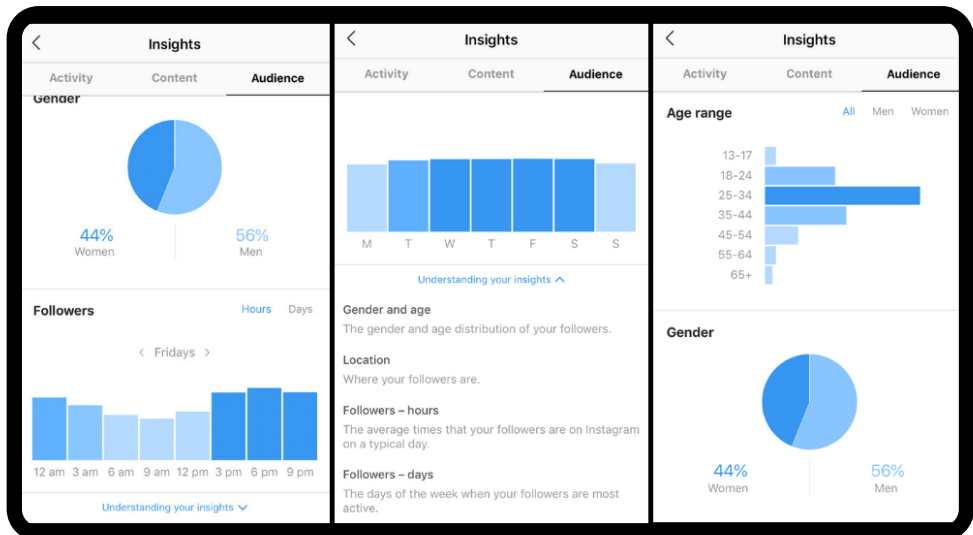 Insights
Activity Content Audience
Gender
44% 56%
Women Men
Followers Hours Days
< Fridays >
12 am 3 am 6 am 9 am 12 pm 3 pm 6 pm 9 pm
Understanding your insights
Insights
Activity Content Audience
M T W T F S S
Understanding your insights
Gender and age
The gender and age distribution of your followers.
Location
Where your followers are.
Followers – hours
The average times that your followers are on Instagram
on a typical day.
Followers – days
The days of the week when your followers are most
active.
Insights
Activity Content Audience
Age range All Men Women
13-17
18-24
25-34
35-44
45-54
55-64
65+
Gender
44% 56%
Women Men